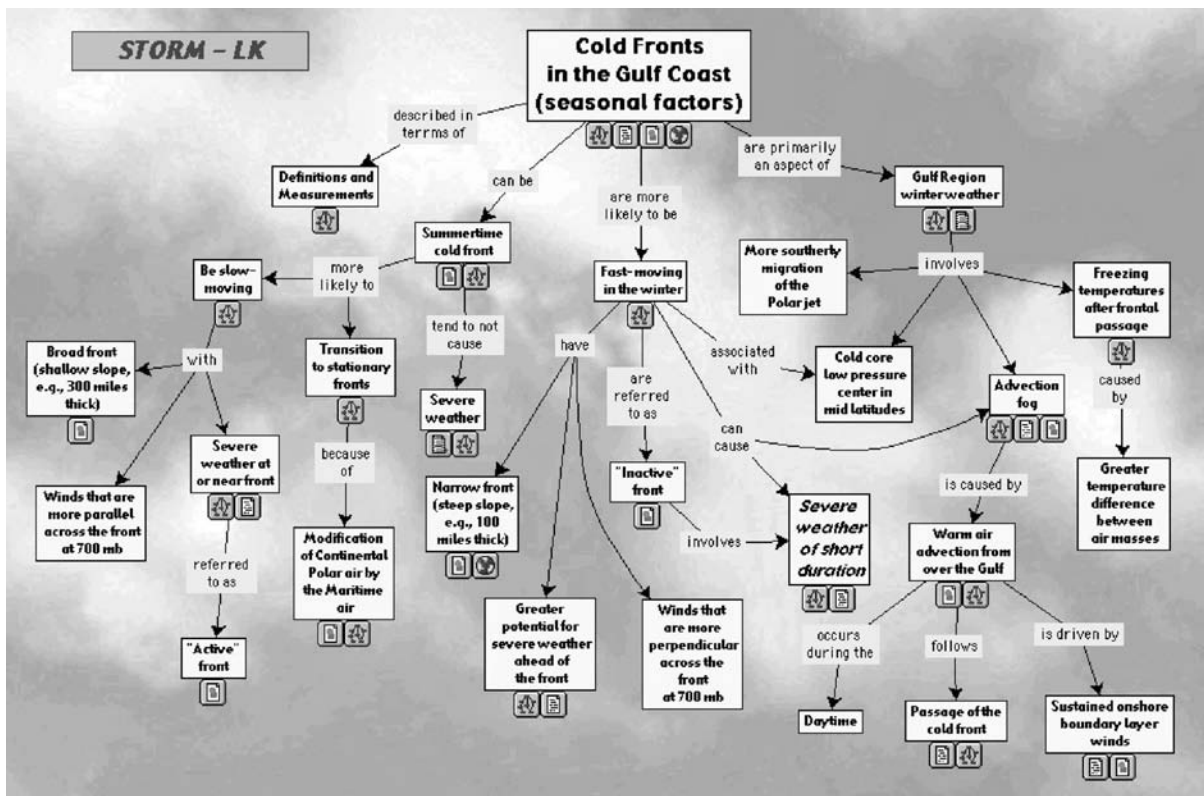 STORM – LK
Cold Fronts
in the Gulf Coast
(seasonal factors)
described in
terrms of
are primarily
an aspect of
can be
are more
likely to be
Definitions and
Measurements
Gulf Region
winter weather
Summertime
cold front
more
likely to
Be slow-
moving
Fast-moving
in the winter
More southerly
migration
of the
Polar jet
involves
Freezing
temperatures
after frontal
passage
tend to not
cause
have
associated
with
with
Broad front
(shallow slope,
e.g., 300 miles
thick)
Transition
to stationary
fronts
Severe
weather
are
referred
to as
can
cause
Cold core
low pressure
center in
mid latitudes
Advection
fog
caused
by
Severe
weather at
or near front
because
of
Winds that are
more parallel
across the front
at 700 mb
Narrow front
(steep slope,
e.g., 100
miles thick)
"Inactive"
front
involves
Severe
weather
of short
duration
is caused by
Greater
temperature
difference
between
air masses
Warm air
advection from
over the Gulf
referred
to as
Modification
of Continental
Polar air by
the Maritime
air
"Active"
front
Greater
potential for
severe weather
ahead of
the front
Winds that
are more
perpendicular
across the
front
at 700 mb
occurs
during the
follows
is driven by
Daytime
Passage of the
cold front
Sustained onshore
boundary layer
winds